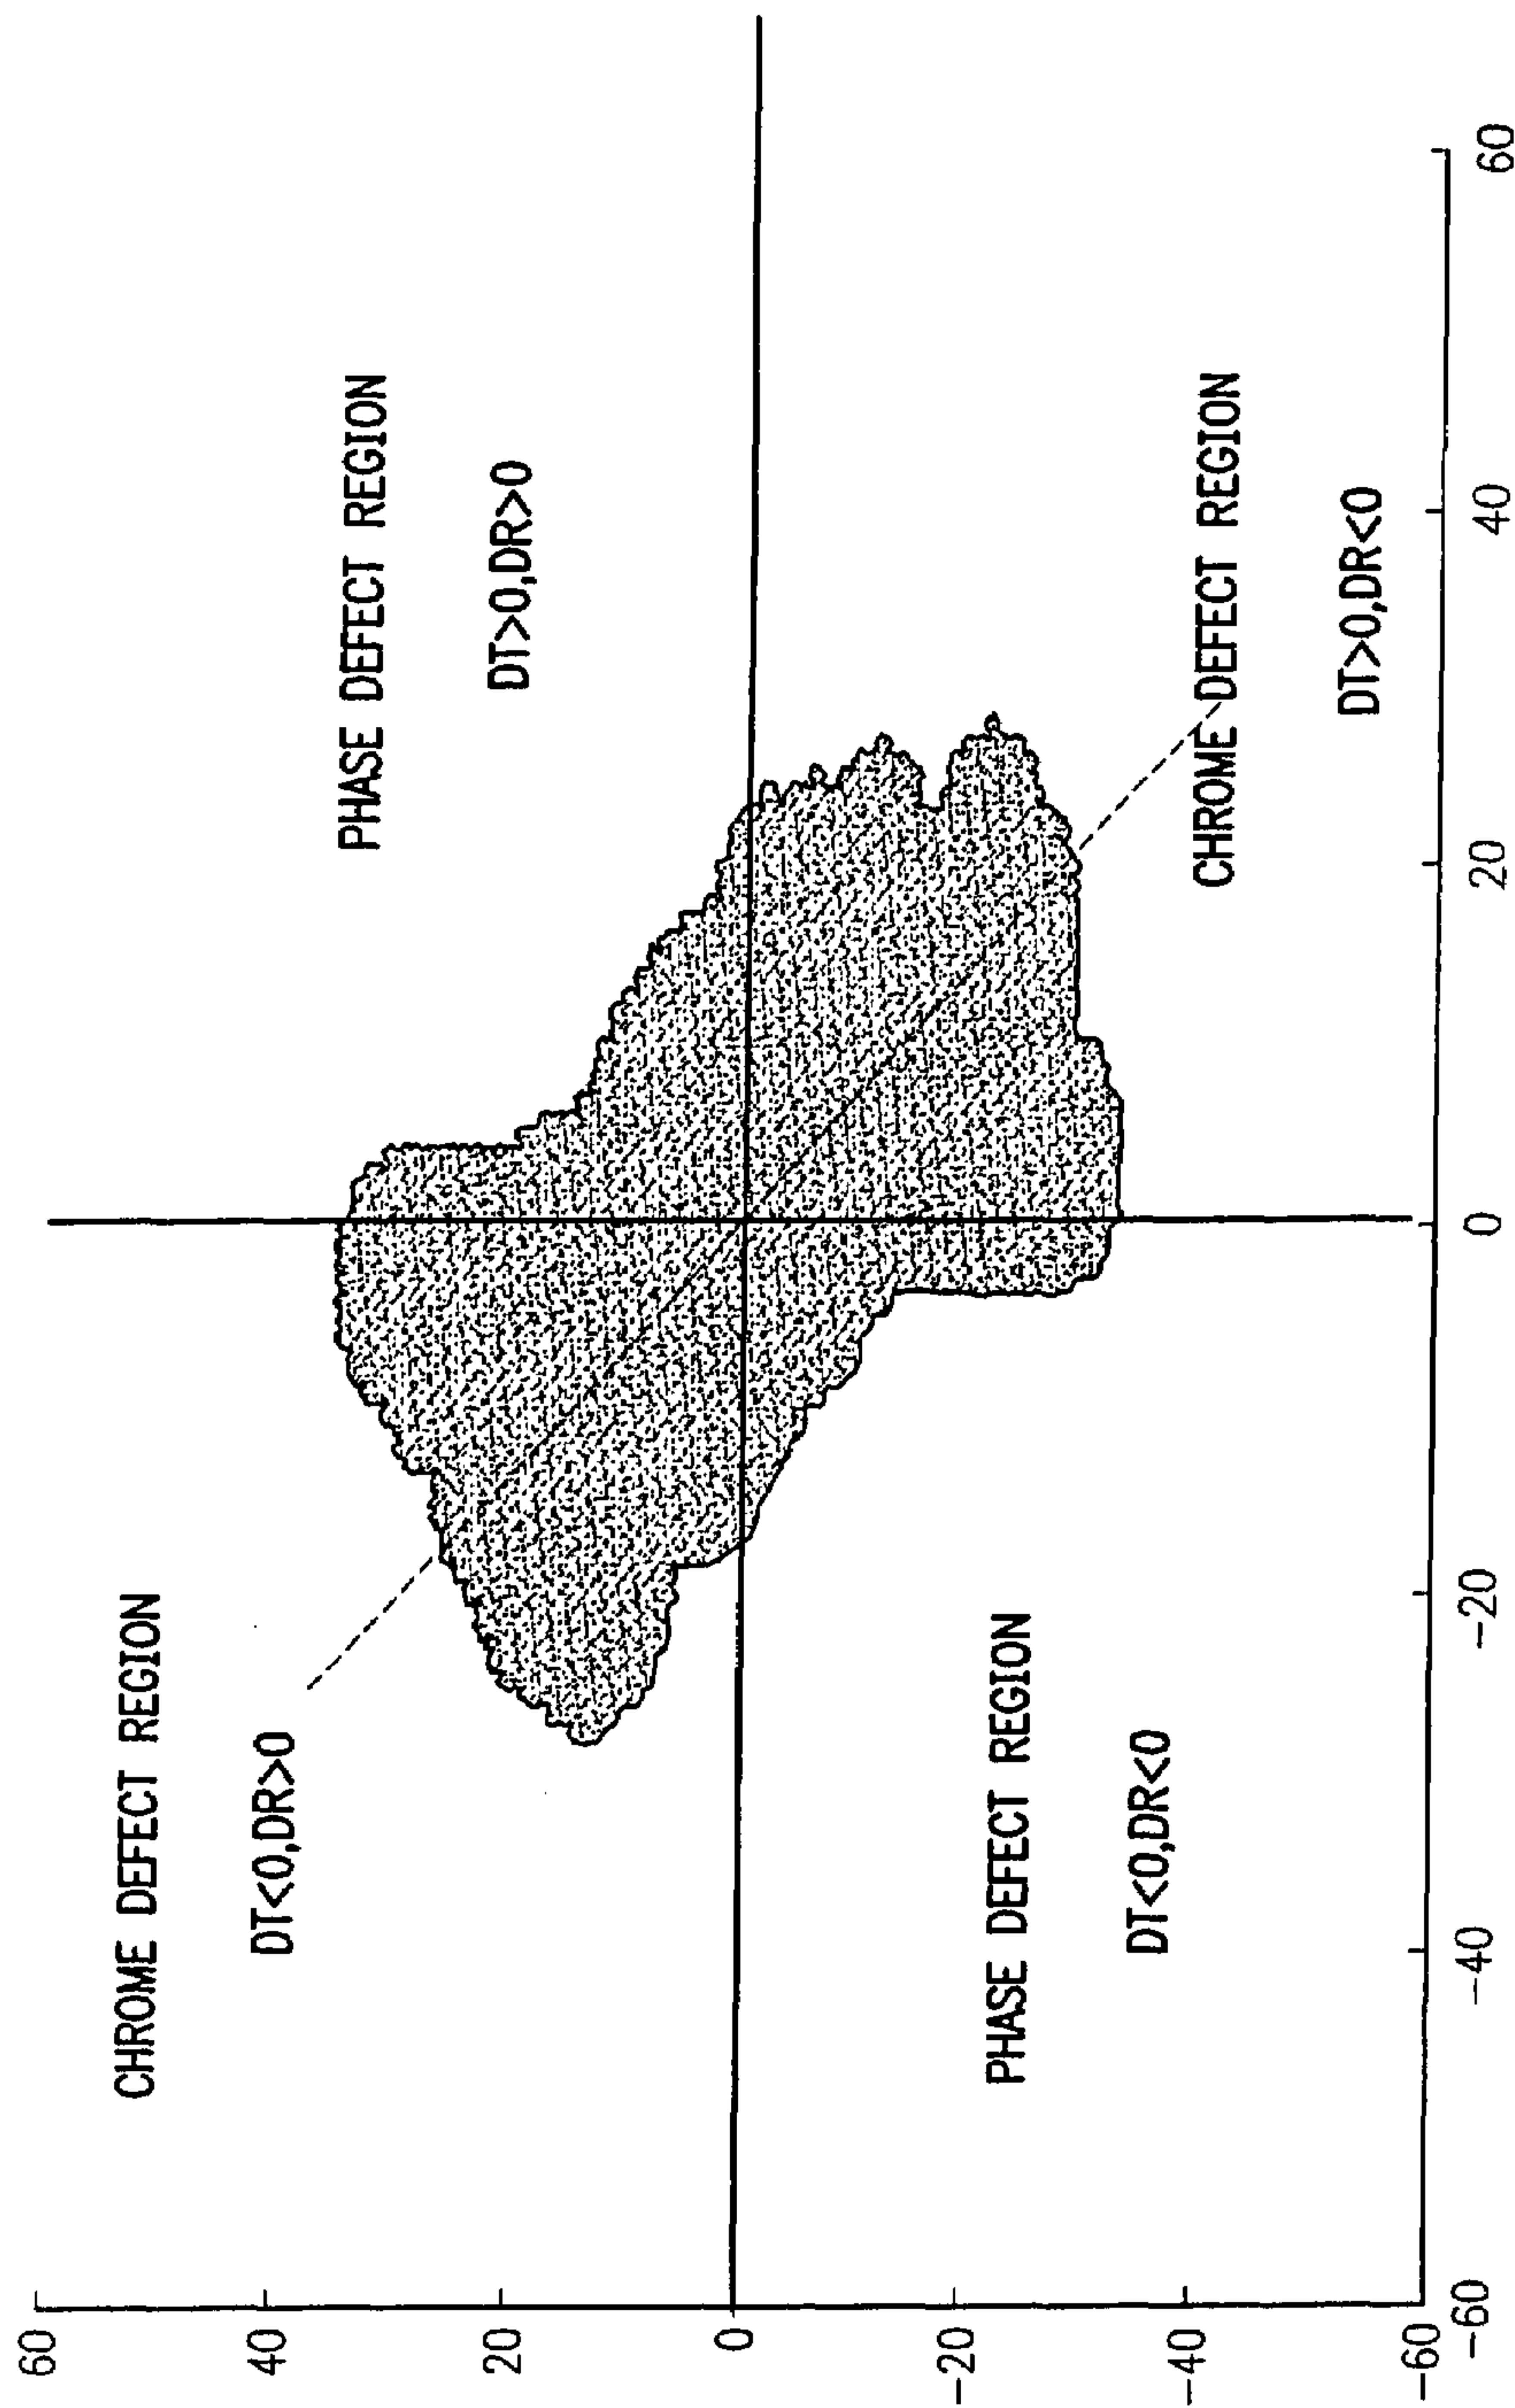 CHROME DEFECT REGION
DT<0,DR>0
PHASE DEFECT REGION
DT>0,DR>0
PHASE DEFECT REGION
DT<0,DR<0
CHROME DEFECT REGION
DT>0,DR<0
60
40
20
0
-20
-40
-60
-60
-40
-20
0
20
40
60